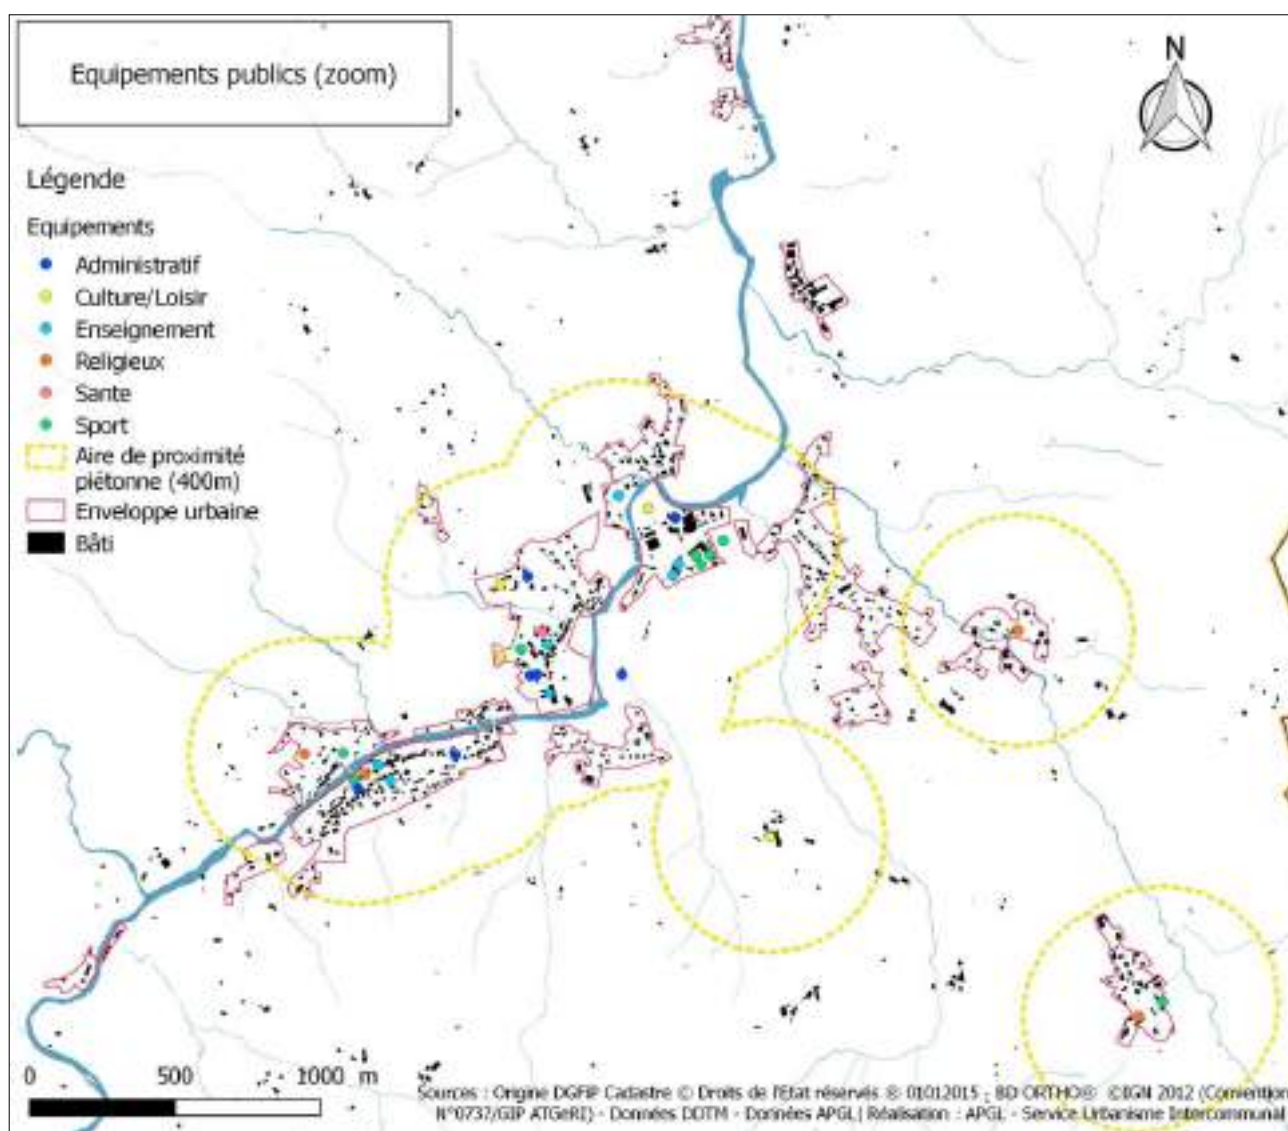 Equipements publics (zoom)
N
Légende
Equipements
Administratif
Culture/Loisir
Enseignement
Religieux
Sante
Sport
Aire de proximité
piétonne (400m)
Enveloppe urbaine
Bâti
0 500 1000 m
Sources : Origine DGFiP Cadastre © Droits de l'Etat réservés ® 01012015 ; BD ORTHO® ©IGN 2012 (Convention
N°0737/GIP ATGeRI) - Données DDTM - Données APGL| Réalisation : APGL - Service Urbanisme Intercommunal